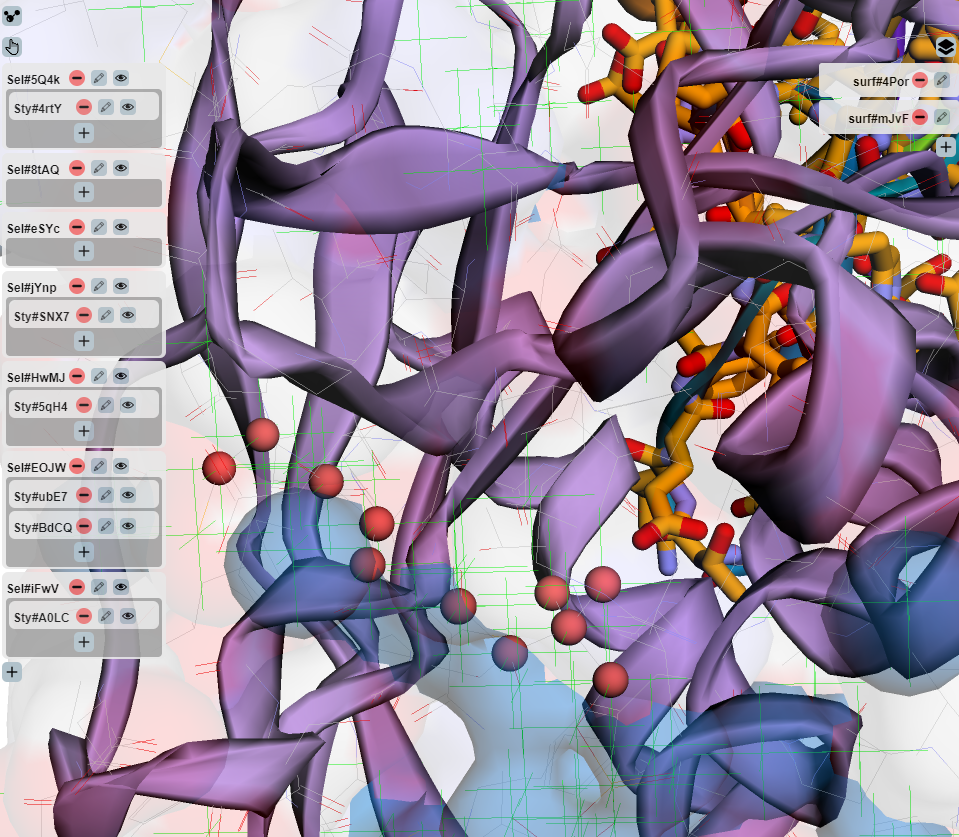 Sel#5Q4k
Sty#4rtY
Sel#8tAQ
Sel#eSYc
Sel#jYnp
Sty#SNX7
Sel#HwMJ
Sty#5qH4
Sel#EOJW
Sty#ubE7
Sty#BdCQ
Sel#iFwV
Sty#A0LC
surf#4Por
surf#mJvF